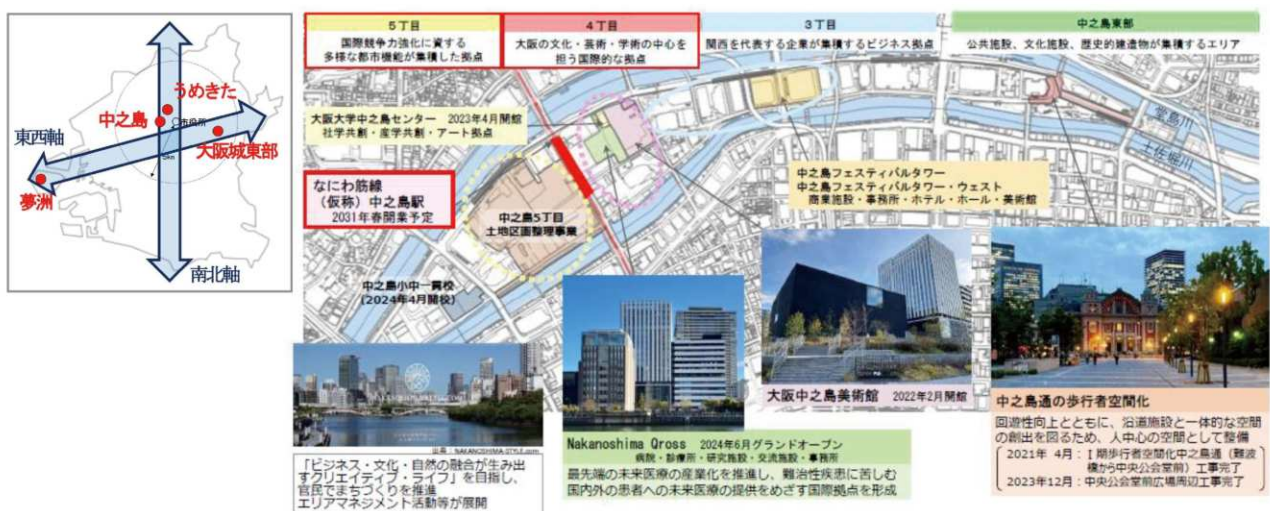 うめきた
中之島
○市役所
大阪城東部
東西軸
5km
夢洲
南北軸
5丁目
国際競争力強化に資する
多様な都市機能が集積した拠点
4丁目
大阪の文化・芸術・学術の中心を
担う国際的な拠点
3丁目
関西を代表する企業が集積するビジネス拠点
中之島東部
公共施設、文化施設、歴史的建造物が集積するエリア
大阪大学中之島センター 2023年4月開館
社学共創・産学共創・アート拠点
堂島川
土佐堀川
なにわ筋線
(仮称)中之島駅
2031年春開業予定
中之島5丁目
土地区画整理事業
中之島フェスティバルタワー
中之島フェスティバルタワー・ウェスト
商業施設・事務所・ホテル・ホール・美術館
中之島小中一貫校
(2024年4月開校)
出典:NAKANOSHIMA-STYLE.com
「ビジネス・文化・自然の融合が生み出
すクリエイティブ・ライフ」を目指し、
官民でまちづくりを推進
エリアマネジメント活動等が展開
Nakanoshima Qross 2024年6月グランドオープン
病院・診療所・研究施設・交流施設・事務所
最先端の未来医療の産業化を推進し、難治性疾患に苦しむ
国内外の患者への未来医療の提供をめざす国際拠点を形成
大阪中之島美術館 2022年2月開館
中之島通の歩行者空間化
回遊性向上とともに、沿道施設と一体的な空間
の創出を図るため、人中心の空間として整備
2021年 4月:Ⅰ期歩行者空間化中之島通(難波
橋から中央公会堂前)工事完了
2023年12月:中央公会堂前広場周辺工事完了